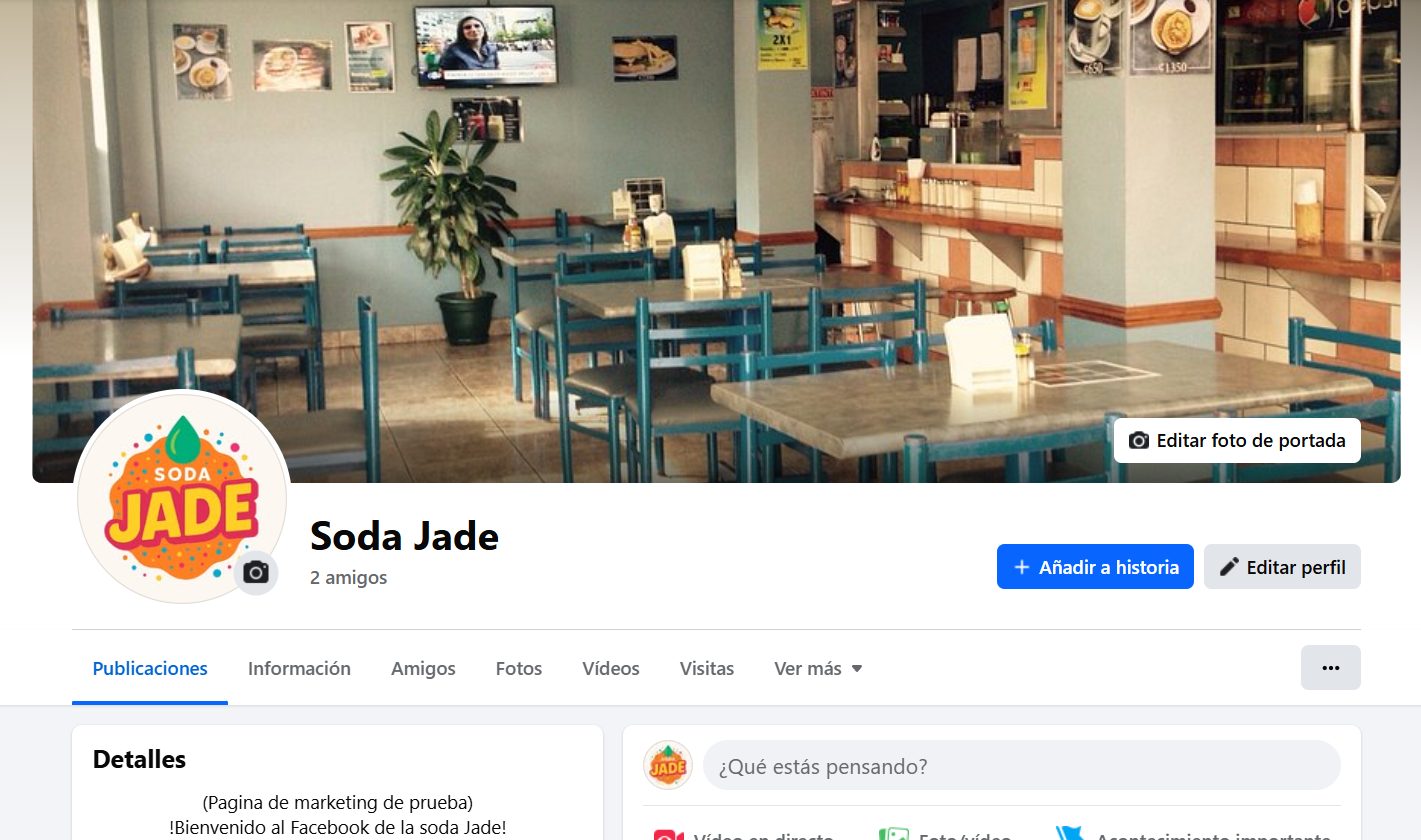 2X1
¢650
¢1350
pepsi
Editar foto de portada
SODA
JADE
Soda Jade
2 amigos
Añadir a historia
Editar perfil
Publicaciones
Información
Amigos
Fotos
Vídeos
Visitas
Ver más
Detalles
(Pagina de marketing de prueba)
!Bienvenido al Facebook de la soda Jade!
SODA
JADE
¿Qué estás pensando?
Vídeo en directo
Foto/vídeo
Acontecimiento importante